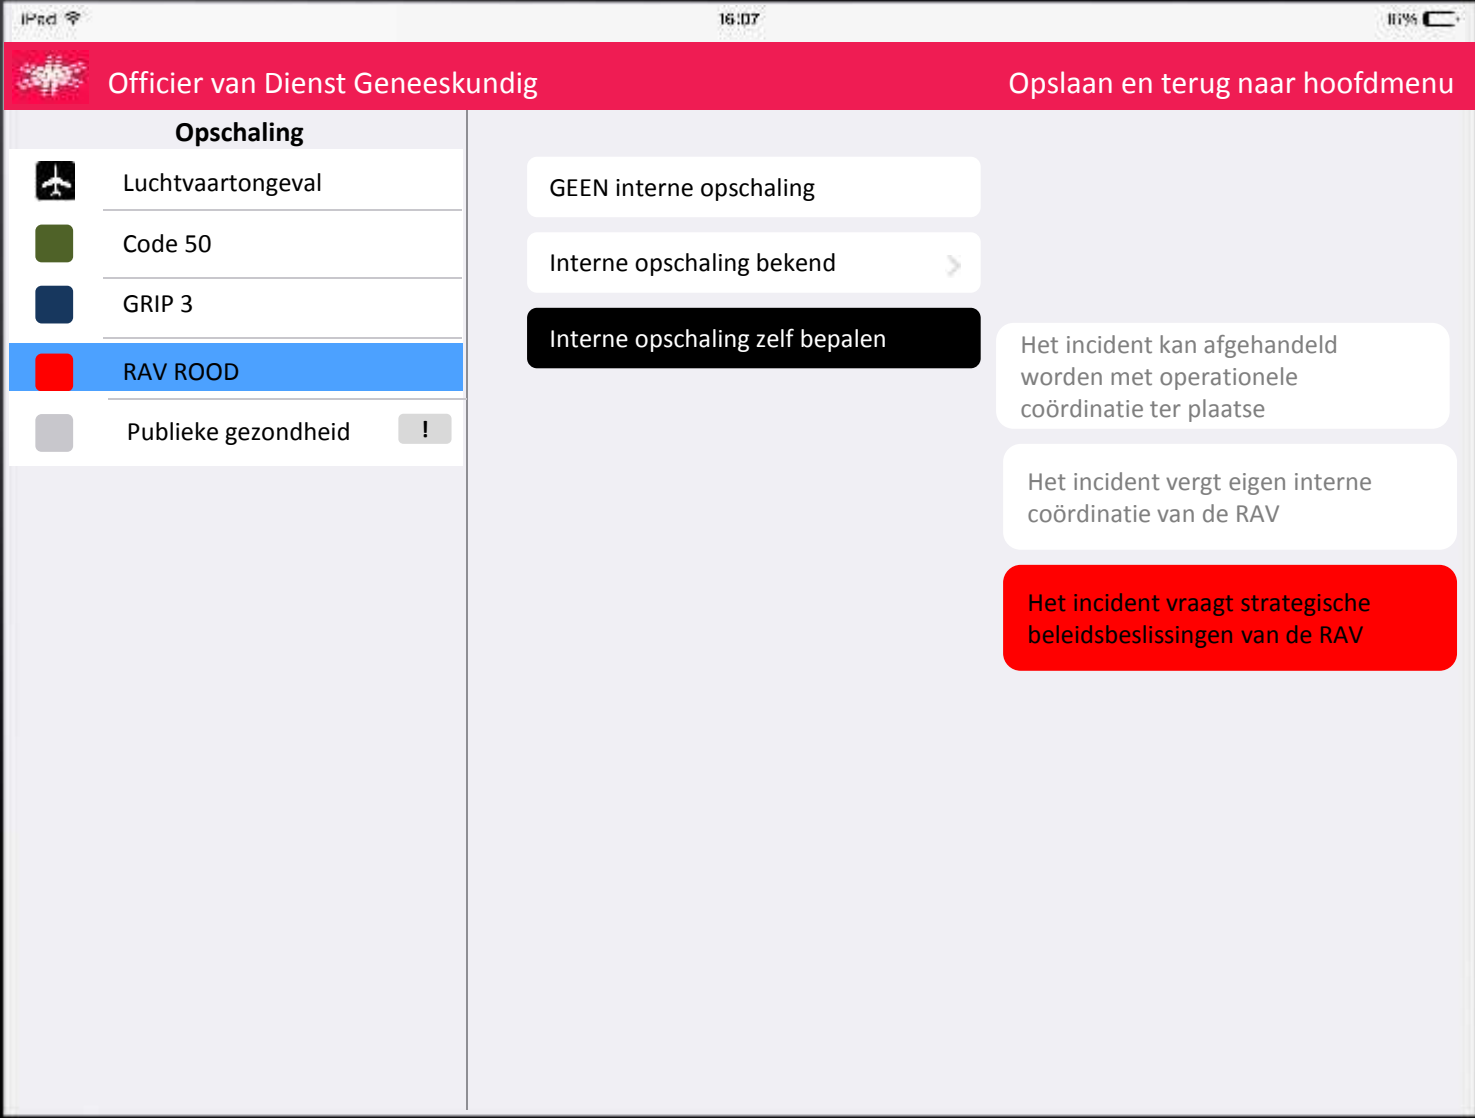 iPad
16:07
Officier van Dienst Geneeskundig
Opslaan en terug naar hoofdmenu
Opschaling
Luchtvaartongeval
Code 50
GRIP 3
RAV ROOD
Publieke gezondheid
!
GEEN interne opschaling
Interne opschaling bekend
Interne opschaling zelf bepalen
Het incident kan afgehandeld
worden met operationele
coördinatie ter plaatse
Het incident vergt eigen interne
coördinatie van de RAV
Het incident vraagt strategische
beleidsbeslissingen van de RAV